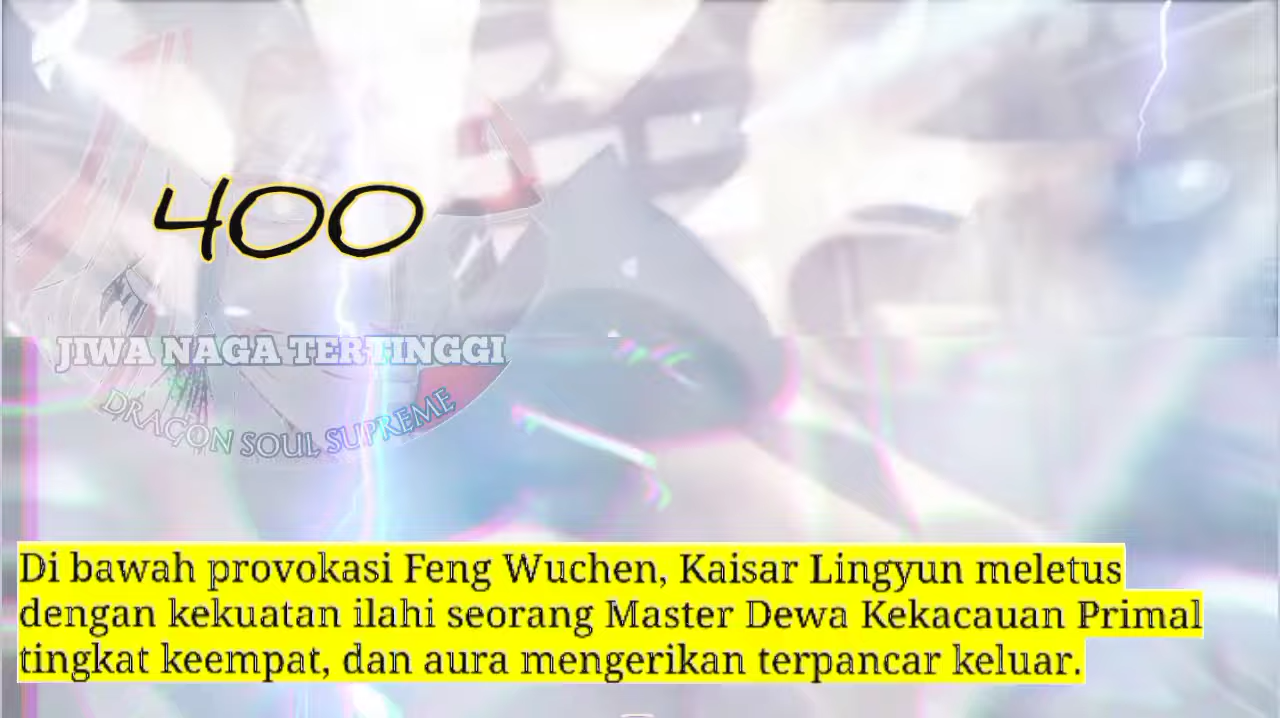 400
JIWA NAGA TERTINGGI
DRAGON SOUL SUPREME
Di bawah provokasi Feng Wuchen, Kaisar Lingyun meletus
dengan kekuatan ilahi seorang Master Dewa Kekacauan Primal
tingkat keempat, dan aura mengerikan terpancar keluar.